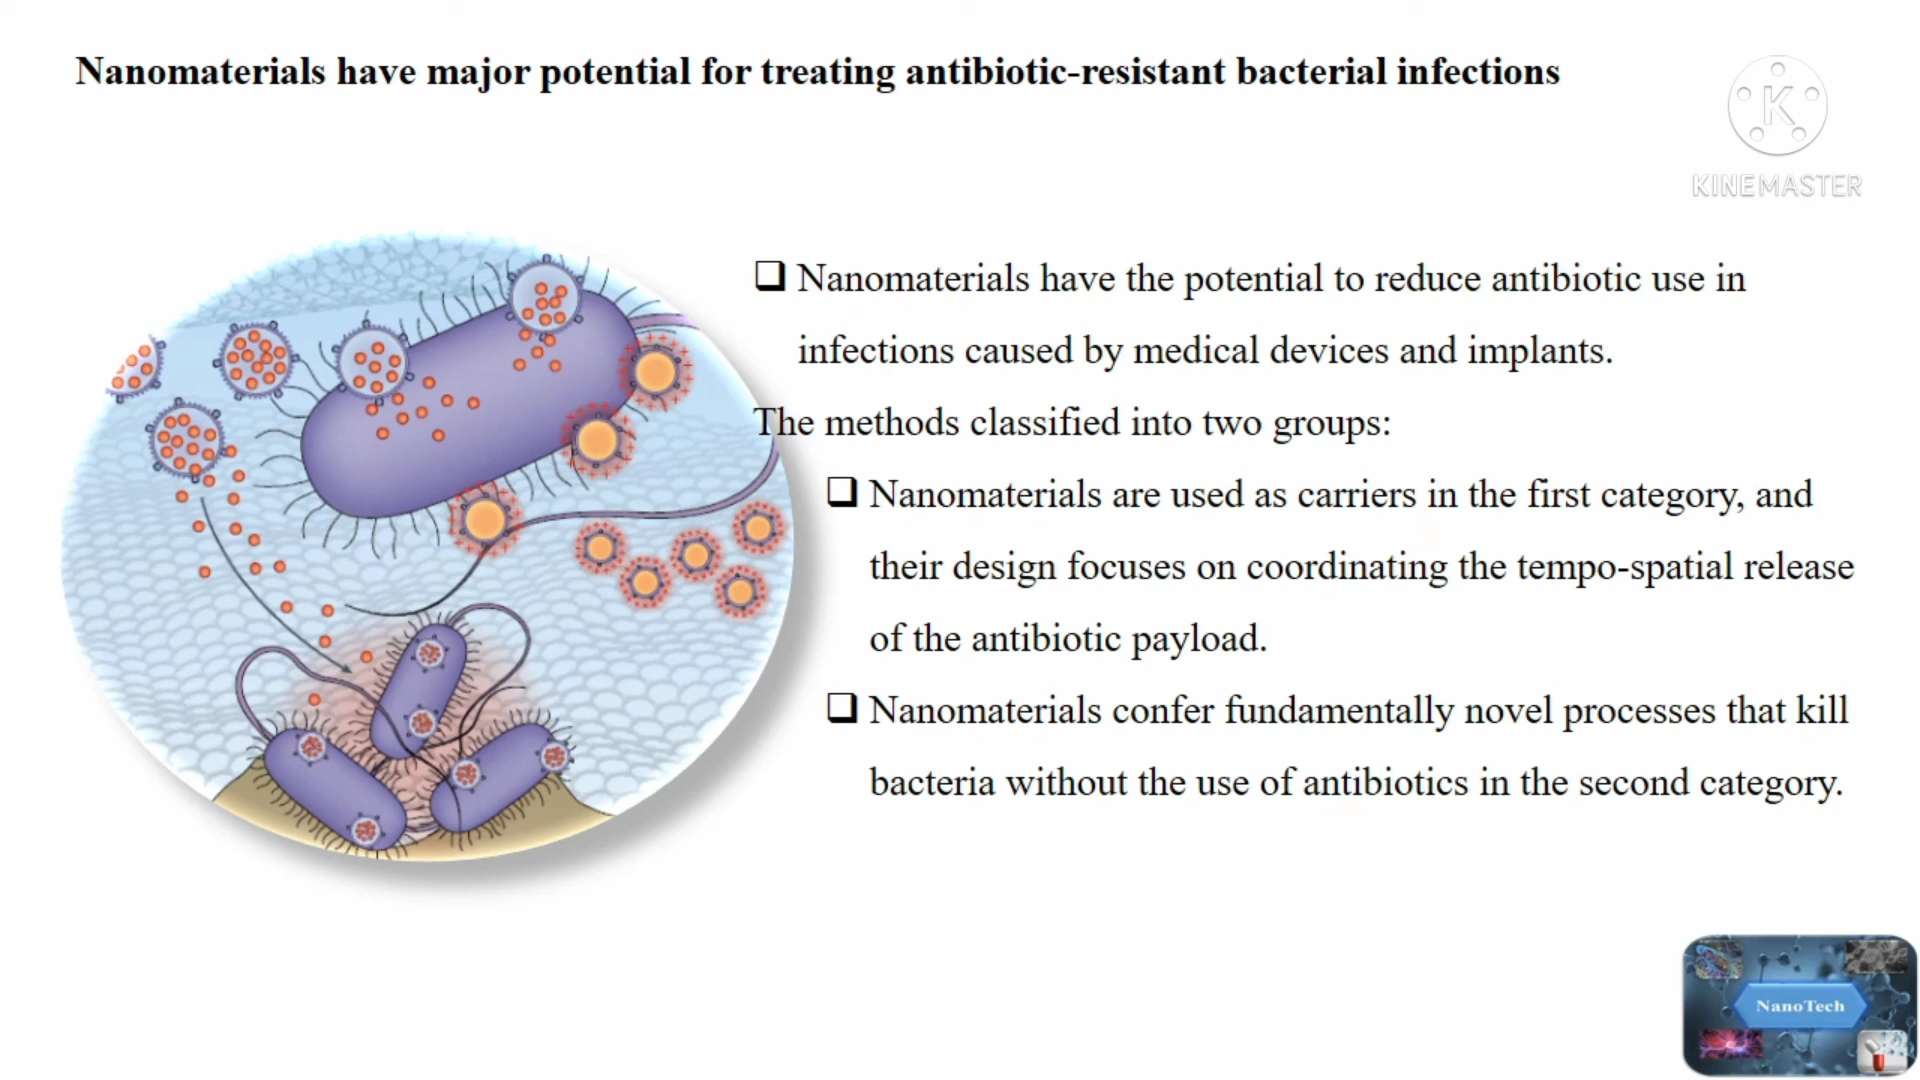 Nanomaterials have major potential for treating antibiotic-resistant bacterial infections
K
KINEMASTER
❑ Nanomaterials have the potential to reduce antibiotic use in
infections caused by medical devices and implants.
The methods classified into two groups:
❑ Nanomaterials are used as carriers in the first category, and
their design focuses on coordinating the tempo-spatial release
of the antibiotic payload.
❑ Nanomaterials confer fundamentally novel processes that kill
bacteria without the use of antibiotics in the second category.
NanoTech